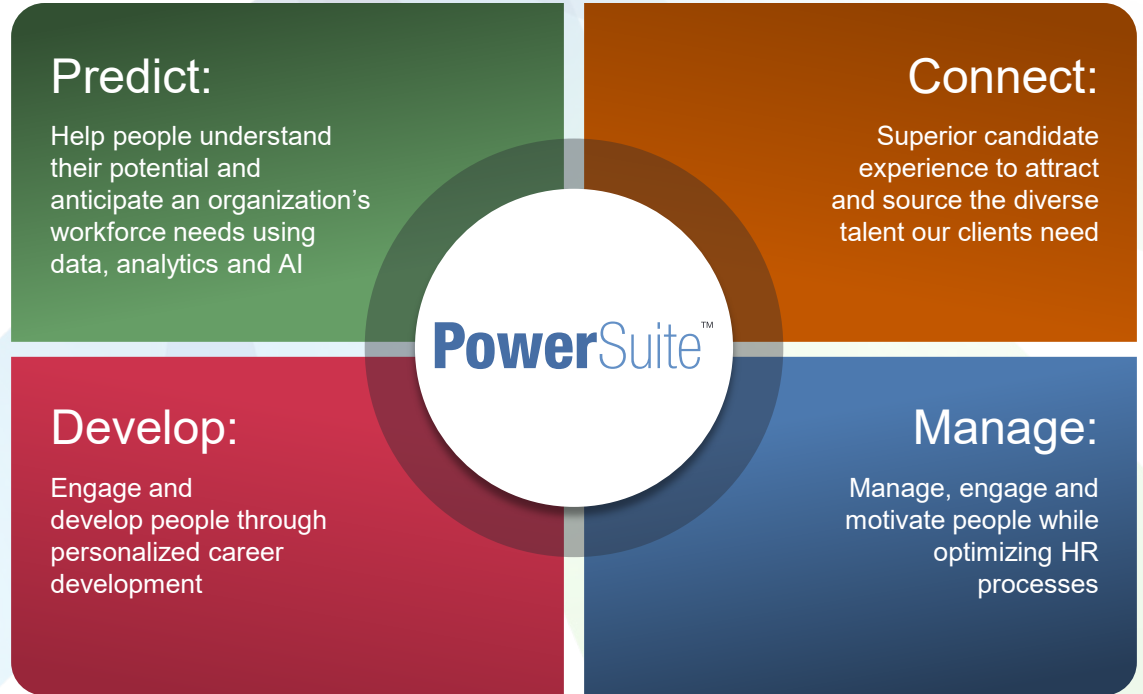 Predict:
Help people understand
their potential and
anticipate an organization’s
workforce needs using
data, analytics and AI
Connect:
Superior candidate
experience to attract
and source the diverse
talent our clients need
PowerSuite™
Develop:
Engage and
develop people through
personalized career
development
Manage:
Manage, engage and
motivate people while
optimizing HR
processes